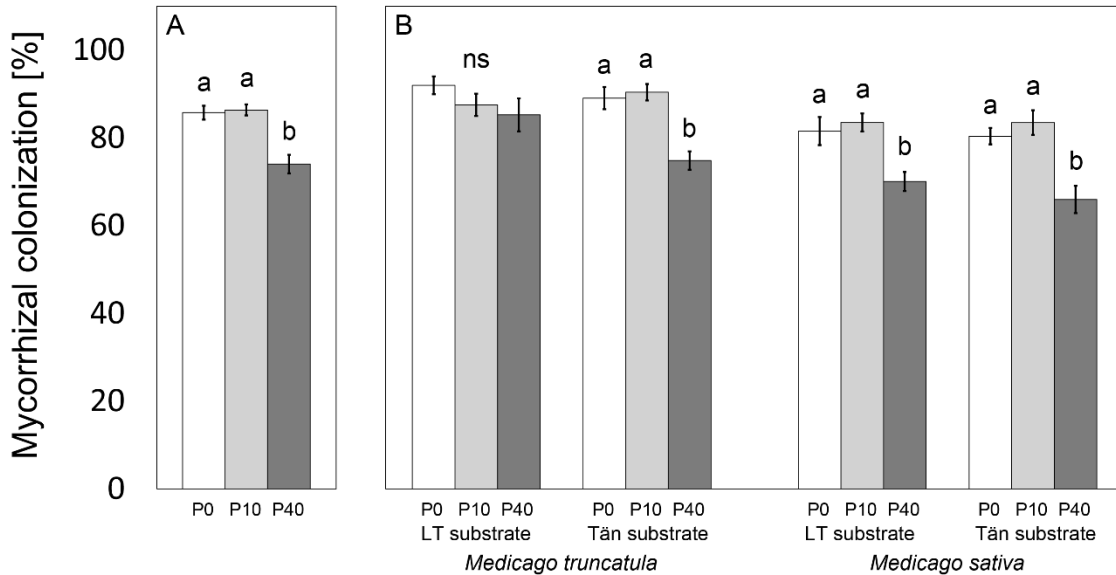 Mycorrhizal colonization [%]
100
80
60
40
20
0
A
a
a
b
P0 P10 P40
B
ns
a
a
b
a
a
b
a
a
b
P0 P10 P40
P0 P10 P40
P0 P10 P40
P0 P10 P40
LT substrate
Tän substrate
LT substrate
Tän substrate
Medicago truncatula
Medicago sativa